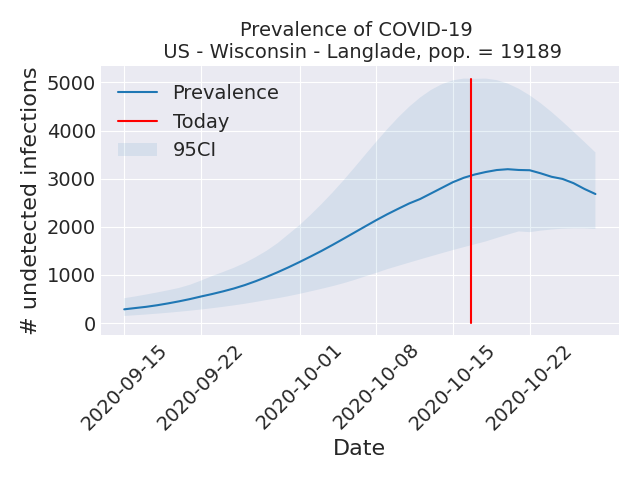 Prevalence of COVID-19
US - Wisconsin - Langlade, pop. = 19189
# undetected infections
5000
4000
3000
2000
1000
0
Prevalence
Today
95CI
2020-09-15
2020-09-22
2020-10-01
2020-10-08
2020-10-15
2020-10-22
Date